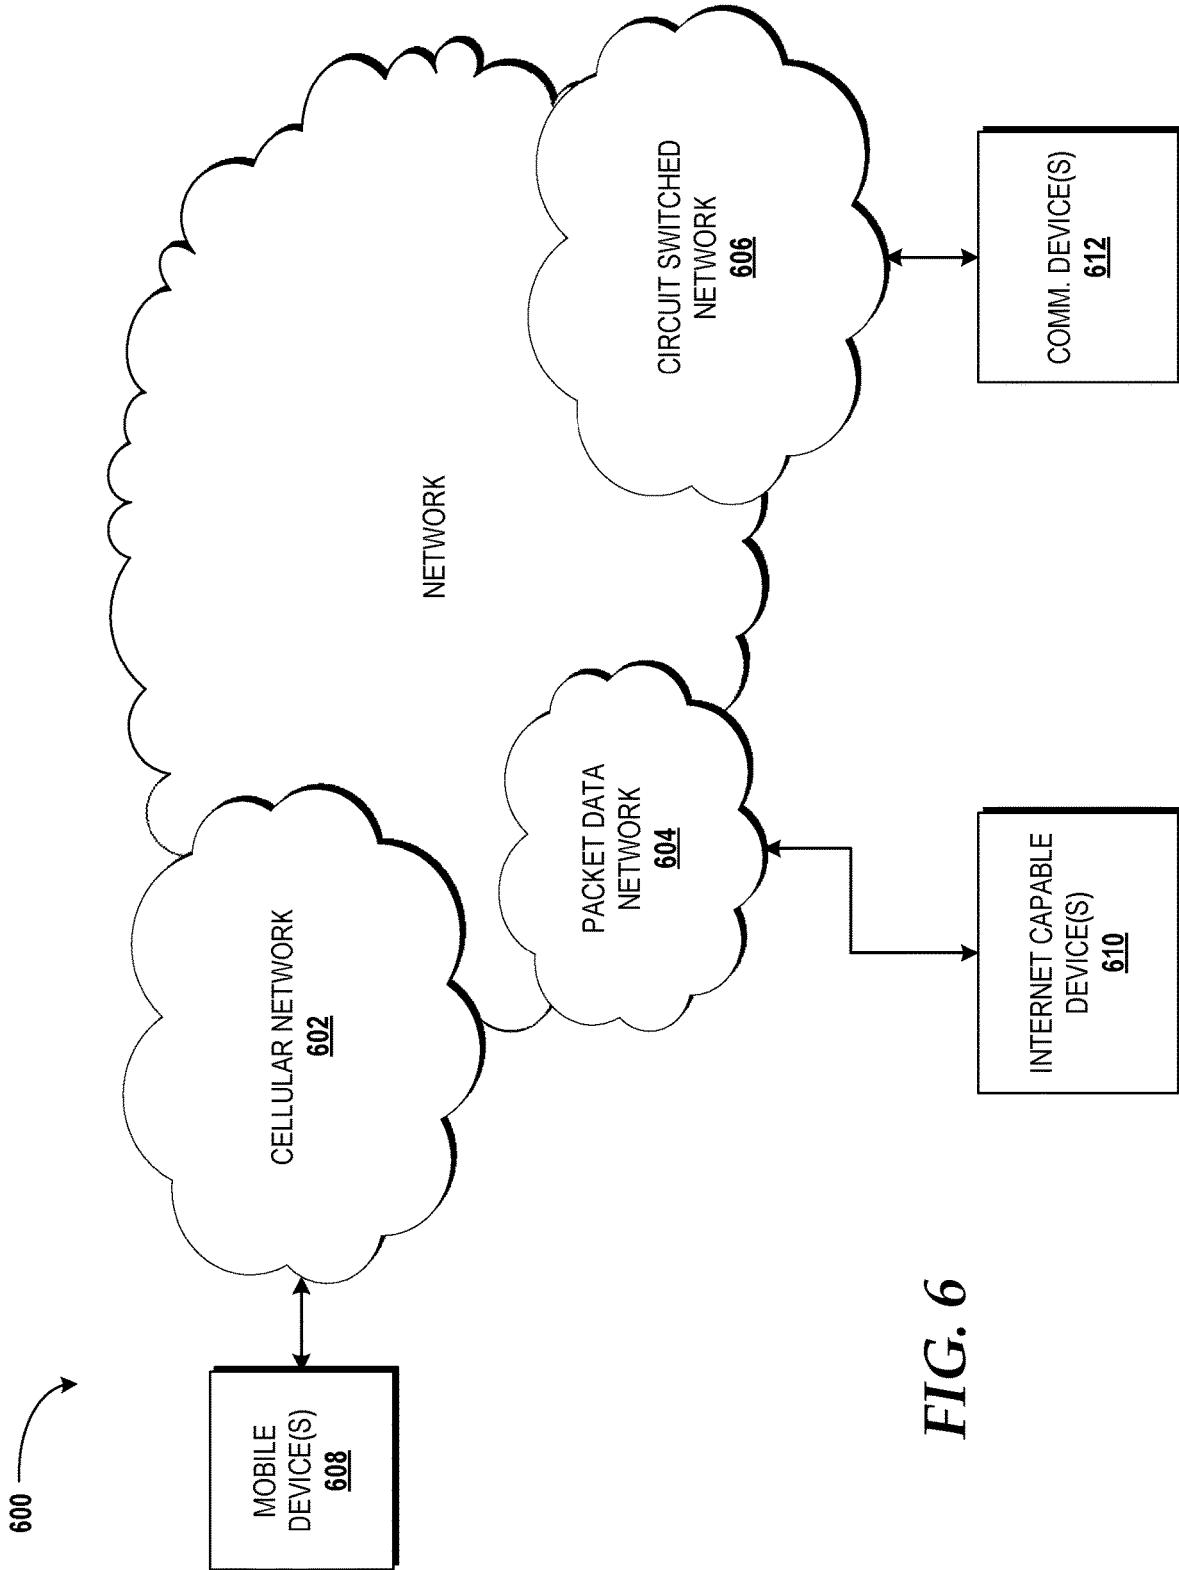 600
MOBILE
DEVICE(S)
608
CELLULAR NETWORK
602
NETWORK
PACKET DATA
NETWORK
604
CIRCUIT SWITCHED
NETWORK
606
INTERNET CAPABLE
DEVICE(S)
610
COMM. DEVICE(S)
612
FIG. 6